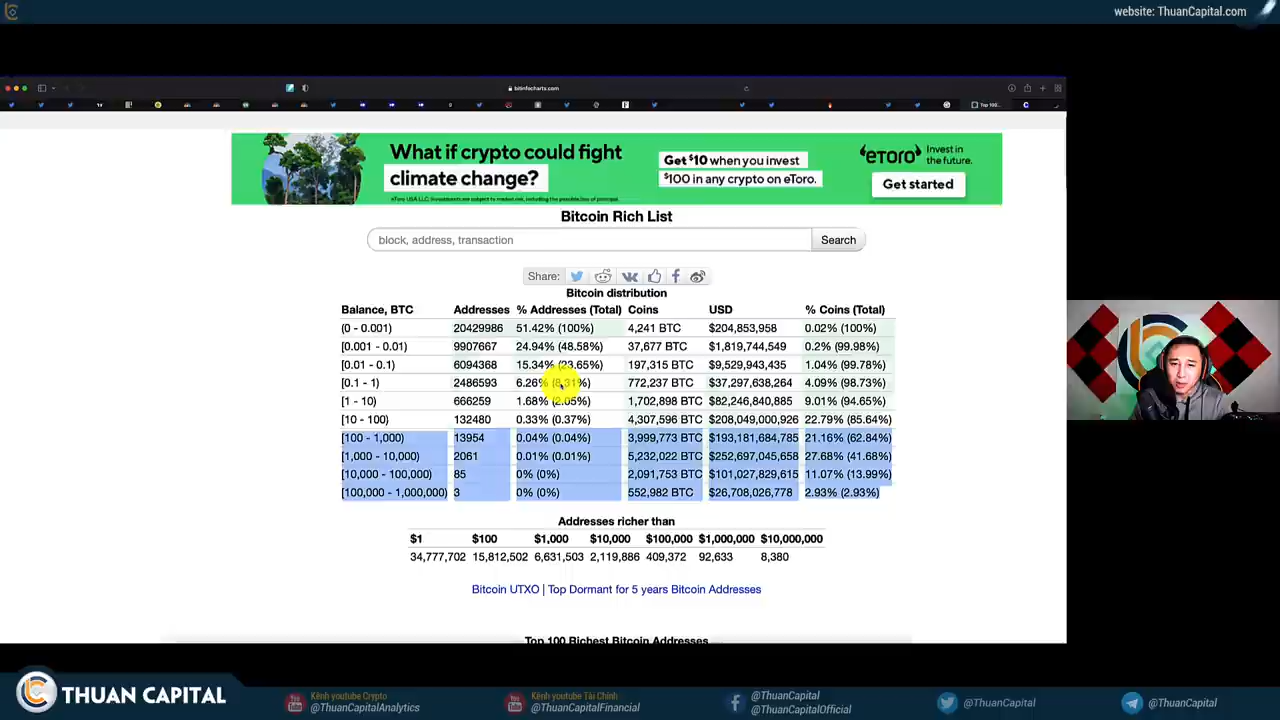 website: ThuanCapital.com
bitinfocharts.com
Top 100...
What if crypto could fight
climate change?
Get $10 when you invest
$100 in any crypto on eToro.
eToro
Invest in
the future.
Get started
Bitcoin Rich List
block, address, transaction
Search
Share:
Bitcoin distribution
Balance, BTC Addresses % Addresses (Total) Coins USD % Coins (Total)
(0 - 0.001) 20429986 51.42% (100%) 4,241 BTC $204,853,958 0.02% (100%)
[0.001 - 0.01) 9907667 24.94% (48.58%) 37,677 BTC $1,819,744,549 0.2% (99.98%)
[0.01 - 0.1) 6094368 15.34% (23.65%) 197,315 BTC $9,529,943,435 1.04% (99.78%)
[0.1 - 1) 2486593 6.26% (8.31%) 772,237 BTC $37,297,638,264 4.09% (98.73%)
[1 - 10) 666259 1.68% (2.05%) 1,702,898 BTC $82,246,840,885 9.01% (94.65%)
[10 - 100) 132480 0.33% (0.37%) 4,307,596 BTC $208,049,000,926 22.79% (85.64%)
[100 - 1,000) 13954 0.04% (0.04%) 3,999,773 BTC $193,181,684,785 21.16% (62.84%)
[1,000 - 10,000) 2061 0.01% (0.01%) 5,232,022 BTC $252,697,045,658 27.68% (41.68%)
[10,000 - 100,000) 85 0% (0%) 2,091,753 BTC $101,027,829,615 11.07% (13.99%)
[100,000 - 1,000,000) 3 0% (0%) 552,982 BTC $26,708,026,778 2.93% (2.93%)
Addresses richer than
$1 $100 $1,000 $10,000 $100,000 $1,000,000 $10,000,000
34,777,702 15,812,502 6,631,503 2,119,886 409,372 92,633 8,380
Bitcoin UTXO | Top Dormant for 5 years Bitcoin Addresses
Top 100 Richest Bitcoin Addresses
THUAN CAPITAL
Kênh youtube Crypto
@ThuanCapitalAnalytics
Kênh youtube Tài Chính
@ThuanCapitalFinancial
@ThuanCapital
@ThuanCapitalOfficial
@ThuanCapital
@ThuanCapital